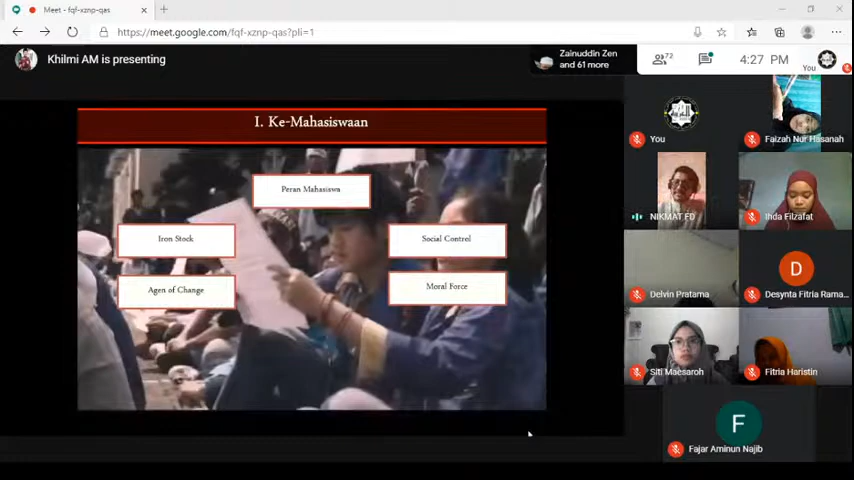 Meet - fqf-xznp-qas
https://meet.google.com/fqf-xznp-qas?pli=1
Khilmi AM is presenting
Zainuddin Zen
and 61 more
72
4:27 PM
You
I. Ke-Mahasiswaan
Peran Mahasiswa
Iron Stock
Social Control
Agen of Change
Moral Force
You
Faizah Nur Hasanah
NIKMAT FD
Ihda Filzafat
Delvin Pratama
D
Desynta Fitria Rama...
Siti Maesaroh
Fitria Haristin
F
Fajar Aminun Najib